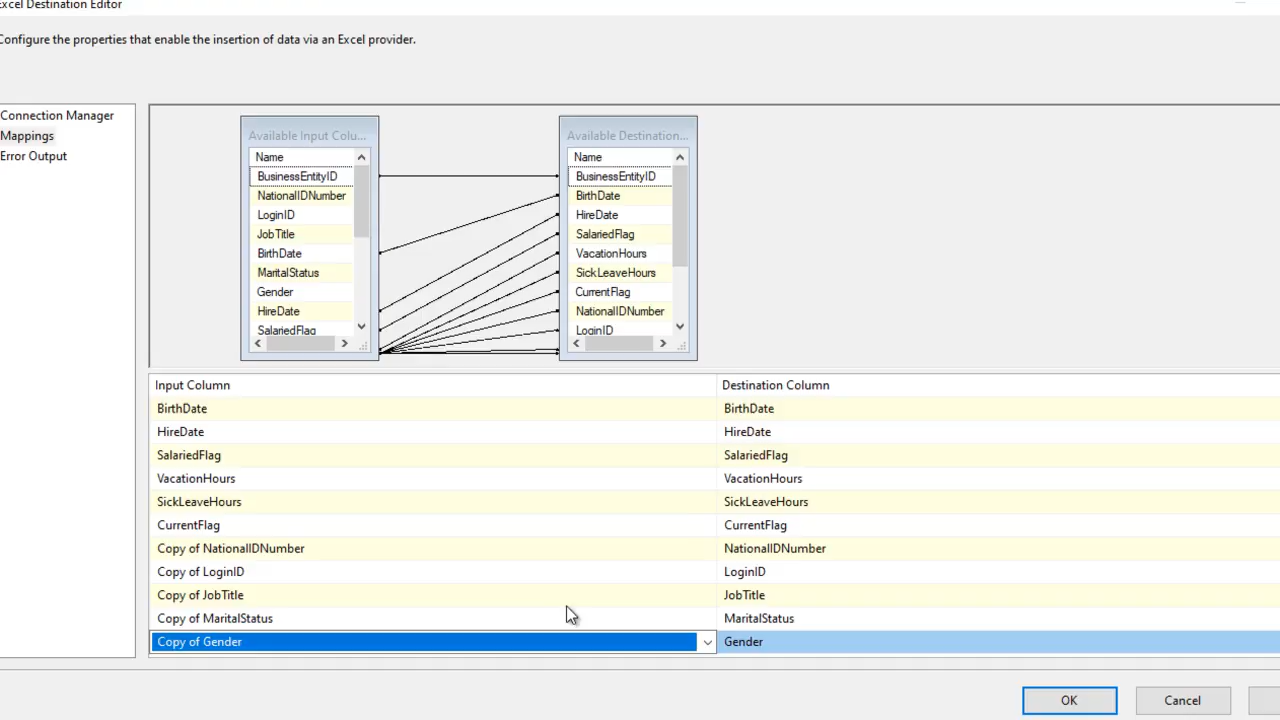 Excel Destination Editor
Configure the properties that enable the insertion of data via an Excel provider.
Connection Manager
Mappings
Error Output
Available Input Colu...
Name
BusinessEntityID
NationalIDNumber
LoginID
JobTitle
BirthDate
MaritalStatus
Gender
HireDate
SalariedFlag
Available Destination...
Name
BusinessEntityID
BirthDate
HireDate
SalariedFlag
VacationHours
SickLeaveHours
CurrentFlag
NationalIDNumber
LoginID
Input Column Destination Column
BirthDate BirthDate
HireDate HireDate
SalariedFlag SalariedFlag
VacationHours VacationHours
SickLeaveHours SickLeaveHours
CurrentFlag CurrentFlag
Copy of NationalIDNumber NationalIDNumber
Copy of LoginID LoginID
Copy of JobTitle JobTitle
Copy of MaritalStatus MaritalStatus
Copy of Gender Gender
OK Cancel